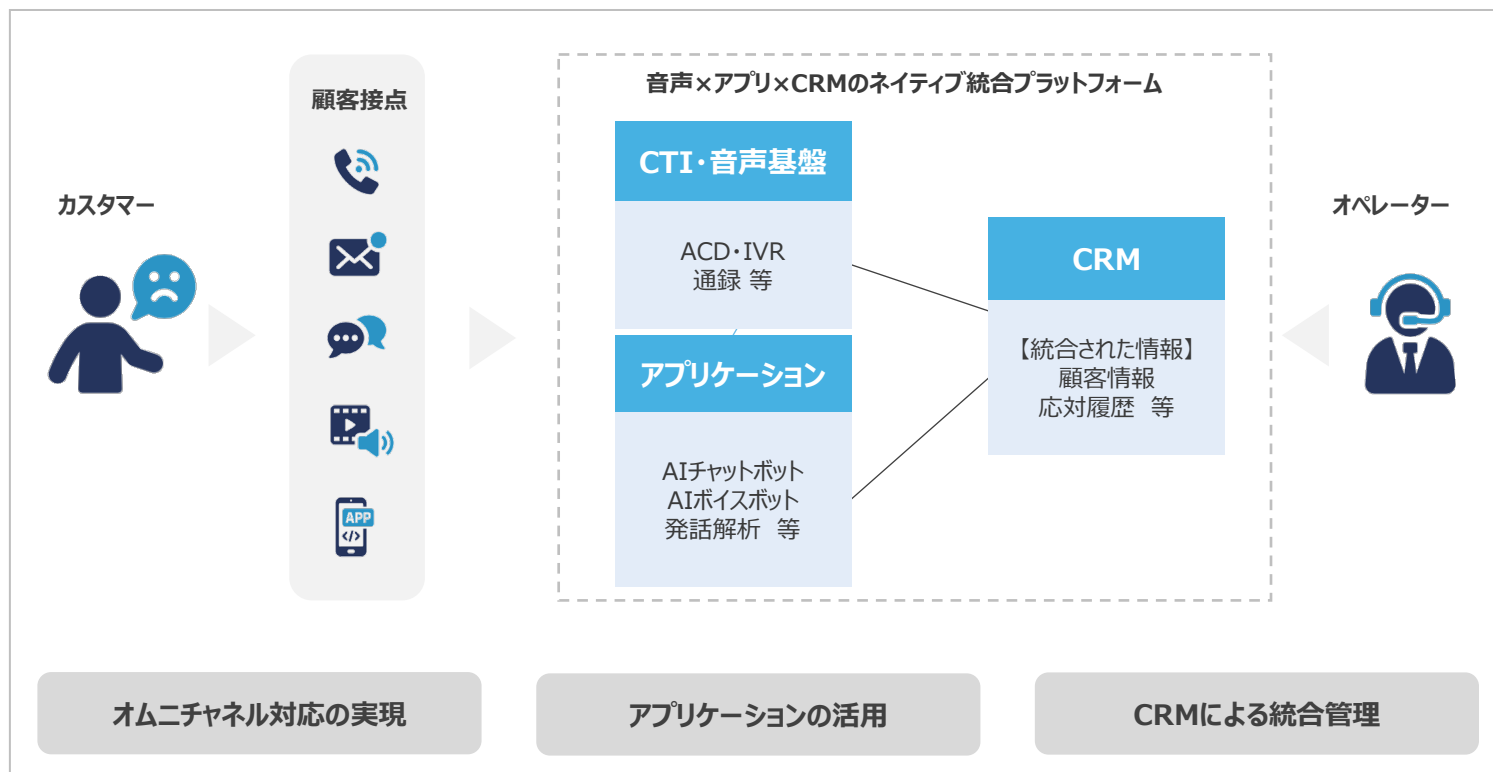 音声×アプリ×CRMのネイティブ統合プラットフォーム
顧客接点
カスタマー
CTI・音声基盤
ACD・IVR
通録 等
アプリケーション
AIチャットボット
AIボイスボット
発話解析 等
CRM
【統合された情報】
顧客情報
応対履歴 等
オペレーター
APP
</>
オムニチャネル対応の実現
アプリケーションの活用
CRMによる統合管理